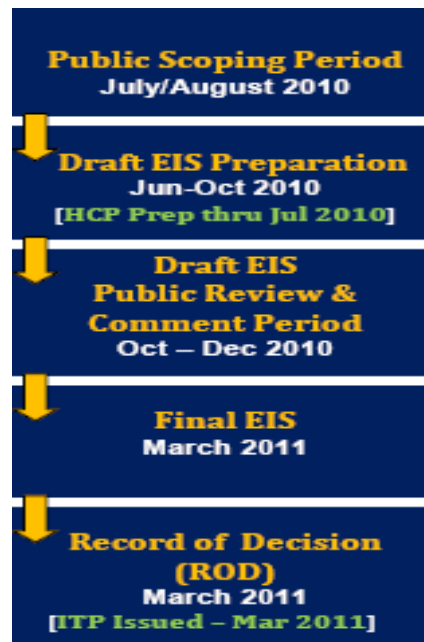 Public Scoping Period
July/August 2010
Draft EIS Preparation
Jun-Oct 2010
[HCP Prep thru Jul 2010]
Draft EIS
Public Review &
Comment Period
Oct – Dec 2010
Final EIS
March 2011
Record of Decision
(ROD)
March 2011
[ITP Issued – Mar 2011]